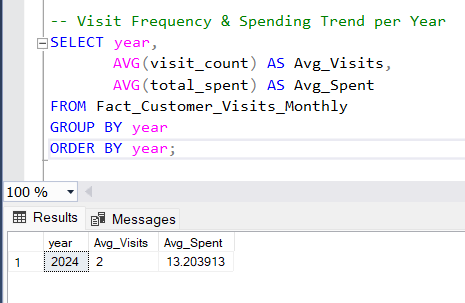 -- Visit Frequency & Spending Trend per Year
SELECT year,
AVG(visit_count) AS Avg_Visits,
AVG(total_spent) AS Avg_Spent
FROM Fact_Customer_Visits_Monthly
GROUP BY year
ORDER BY year;
100 %
Results Messages
year Avg_Visits Avg_Spent
1 2024 2 13.203913